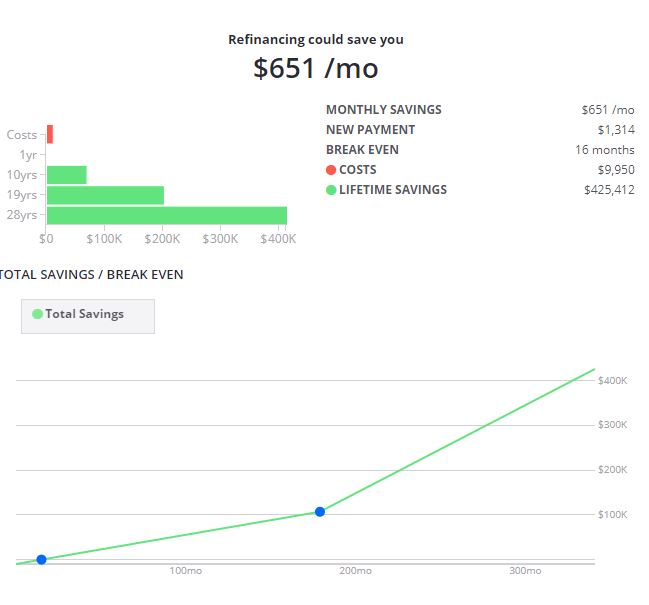 Refinancing could save you
$651 /mo
MONTHLY SAVINGS $651 /mo
NEW PAYMENT $1,314
BREAK EVEN 16 months
COSTS $9,950
LIFETIME SAVINGS $425,412
Costs
1yr
10yrs
19yrs
28yrs
$0 $100K $200K $300K $400K
TOTAL SAVINGS / BREAK EVEN
Total Savings
$400K
$300K
$200K
$100K
100mo 200mo 300mo